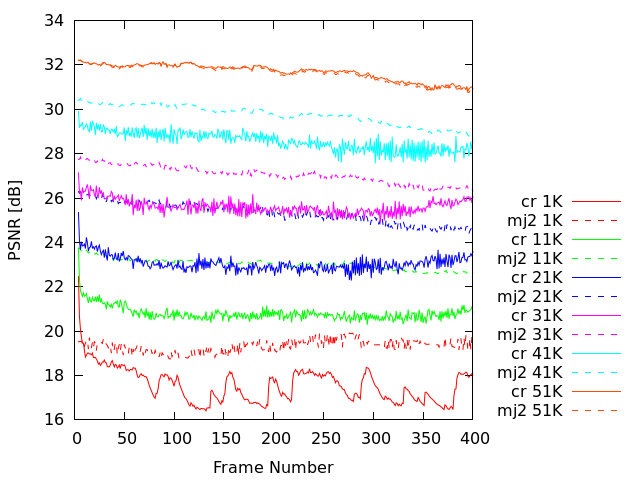 34
32
30
28
26
24
22
20
18
16
PSNR [dB]
0 50 100 150 200 250 300 350 400
Frame Number
cr 1K
mj2 1K
cr 11K
mj2 11K
cr 21K
mj2 21K
cr 31K
mj2 31K
cr 41K
mj2 41K
cr 51K
mj2 51K